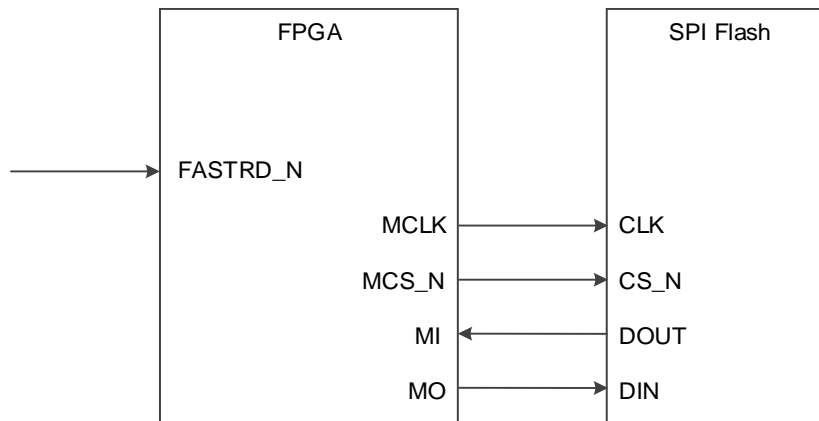 FPGA
SPI Flash
FASTRD_N
MCLK
CLK
MCS_N
CS_N
MI
DOUT
MO
DIN